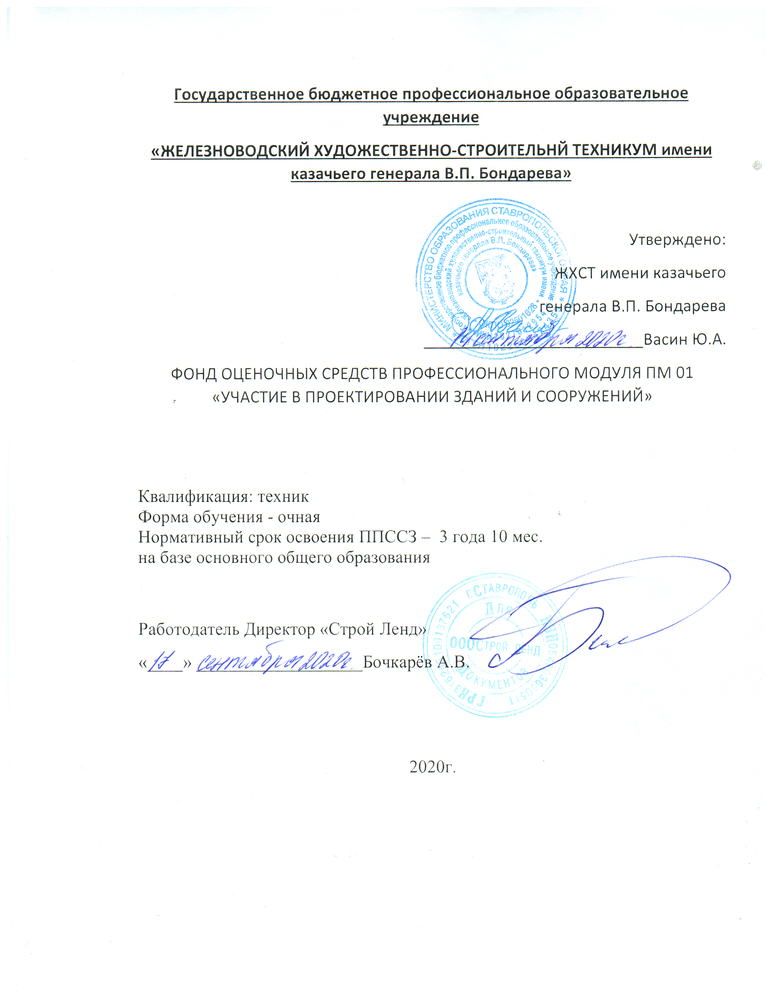 Государственное бюджетное профессиональное образовательное
учреждение
«ЖЕЛЕЗНОВОДСКИЙ ХУДОЖЕСТВЕННО-СТРОИТЕЛЬНЙ ТЕХНИКУМ имени
казачьего генерала В.П. Бондарева»
МИНИСТЕРСТВО ОБРАЗОВАНИЯ СТАВРОПОЛЬСКОГО КРАЯ
Государственное бюджетное профессиональное образовательное учреждение
Железноводский художественно-строительный техникум имени
казачьего генерала В.П. Бондарева»
Утверждено:
ЖХСТ имени казачьего
генерала В.П. Бондарева
сентября 2020г. Васин Ю.А.
ФОНД ОЦЕНОЧНЫХ СРЕДСТВ ПРОФЕССИОНАЛЬНОГО МОДУЛЯ ПМ 01
«УЧАСТИЕ В ПРОЕКТИРОВАНИИ ЗДАНИЙ И СООРУЖЕНИЙ»
Квалификация: техник
Форма обучения - очная
Нормативный срок освоения ППССЗ – 3 года 10 мес.
на базе основного общего образования
Работодатель Директор «Строй Ленд»
«17» сентября 2020г. Бочкарёв А.В.
г.СТАВРОПОЛЬ
Для
ООО СТРОЙ ЛЕНД
ДОКУМЕНТОВ
2020г.